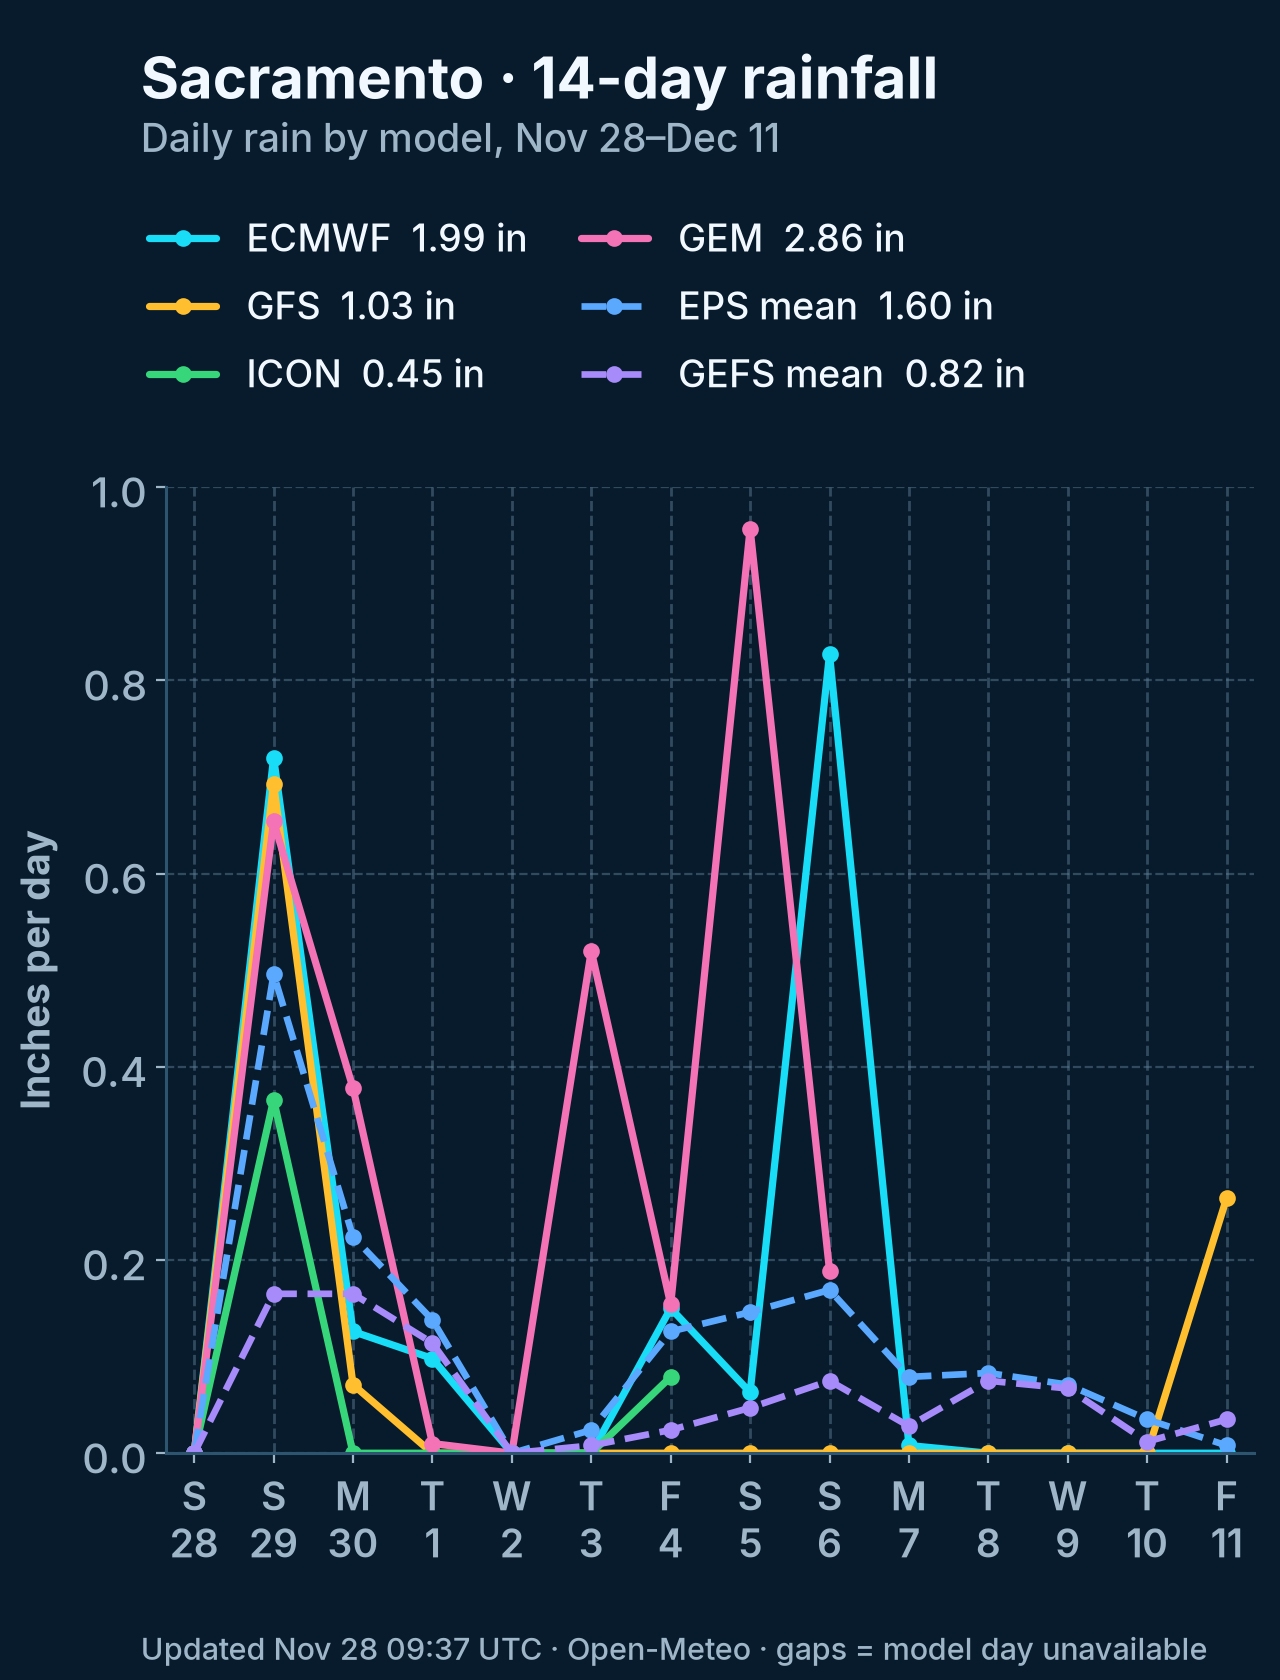 Sacramento · 14-day rainfall
Daily rain by model, Nov 28–Dec 11
ECMWF 1.99 in
GEM 2.86 in
GFS 1.03 in
EPS mean 1.60 in
ICON 0.45 in
GEFS mean 0.82 in
Inches per day
1.0
0.8
0.6
0.4
0.2
0.0
S S M T W T F S S M T W T F
28 29 30 1 2 3 4 5 6 7 8 9 10 11
Updated Nov 28 09:37 UTC · Open-Meteo · gaps = model day unavailable